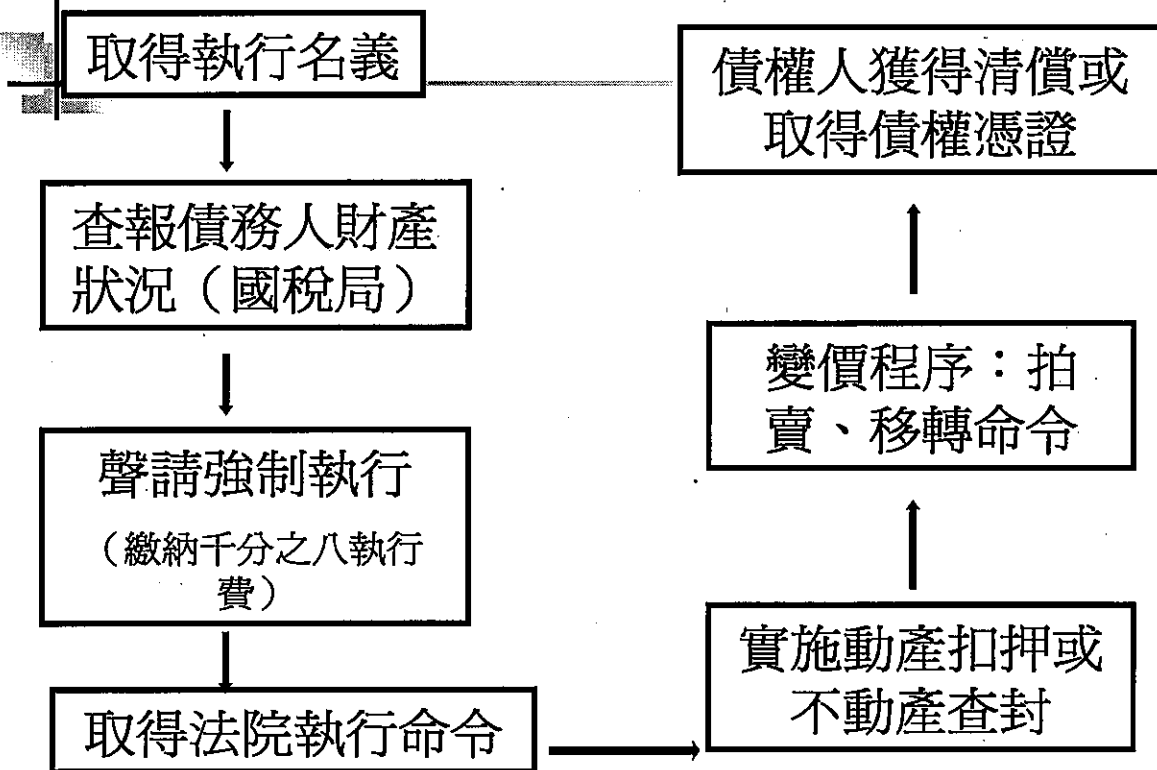 取得執行名義
查報債務人財產
狀況（國稅局）
聲請強制執行
（繳納千分之八執行
費）
取得法院執行命令
實施動產扣押或
不動產查封
變價程序：拍
賣、移轉命令
債權人獲得清償或
取得債權憑證